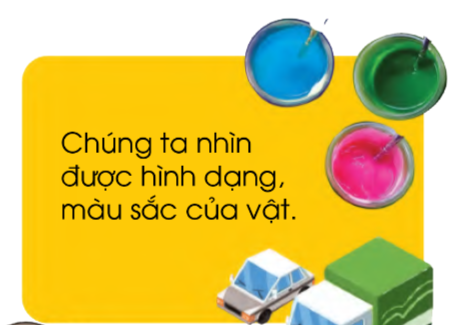 Chúng ta nhìn
được hình dạng,
màu sắc của vật.